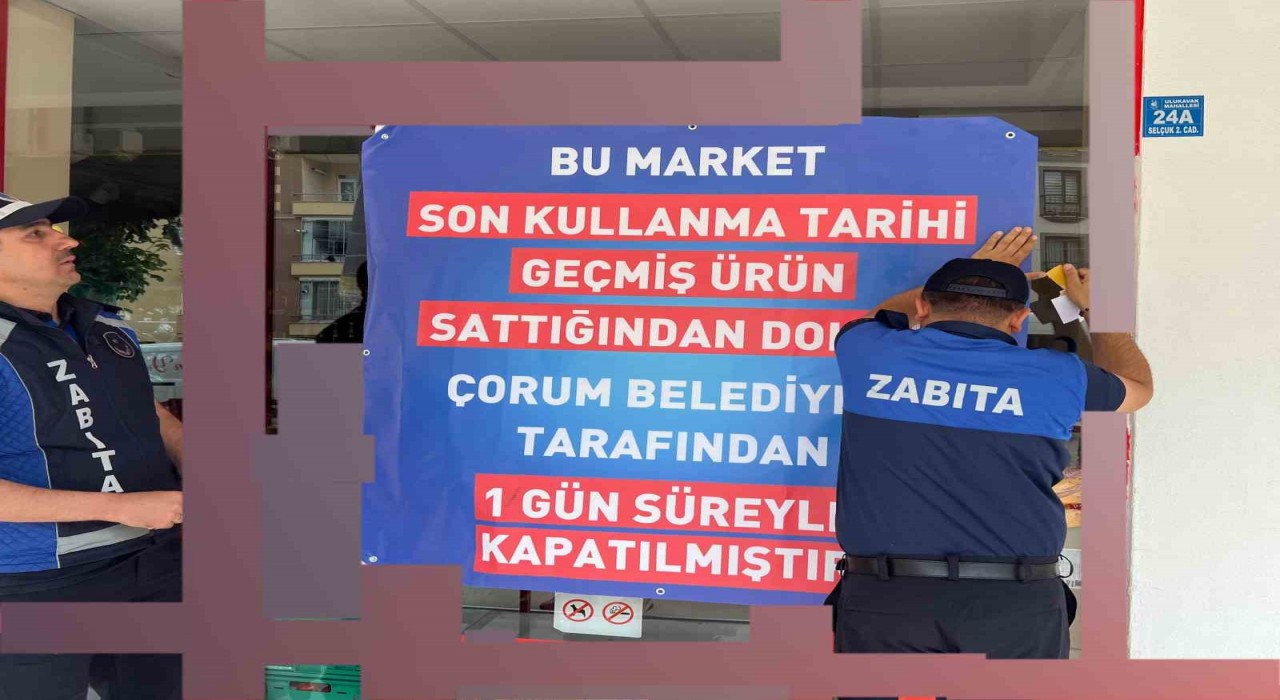 BU MARKET
SON KULLANMA TARİHİ
GEÇMİŞ ÜRÜN
SATTIĞINDAN
ÇORUM
TARAFINDAN
1 GÜN
ZABITA
ZABITA
ULUKAVAK
MAHALLESİ
24A
SELÇUK 2. CAD.